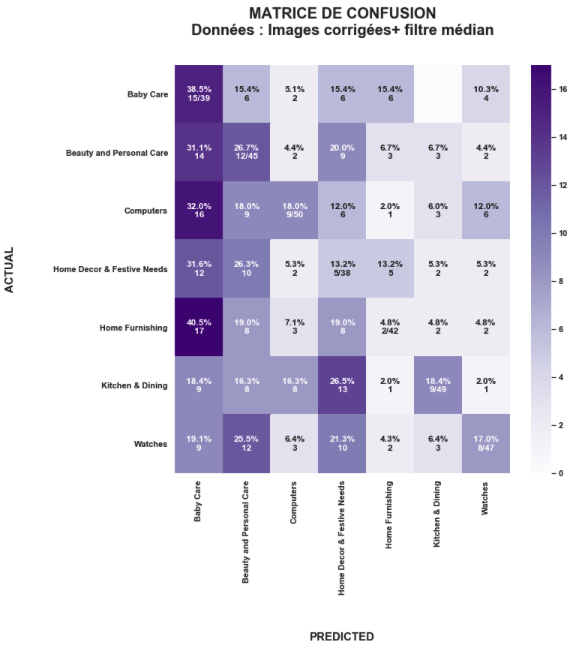 MATRICE DE CONFUSION
Données : Images corrigées+ filtre médian
ACTUAL
Baby Care
38.5% 15.4% 5.1% 15.4% 15.4% 10.3%
15/39 6 2 6 6 4
Beauty and Personal Care
31.1% 26.7% 4.4% 20.0% 6.7% 6.7% 4.4%
14 12/45 2 9 3 3 2
Computers
32.0% 18.0% 18.0% 12.0% 2.0% 6.0% 12.0%
16 9 9/50 6 1 3 6
Home Decor & Festive Needs
31.6% 26.3% 5.3% 13.2% 13.2% 5.3% 5.3%
12 10 2 5/38 5 2 2
Home Furnishing
40.5% 19.0% 7.1% 19.0% 4.8% 4.8% 4.8%
17 8 3 8 2/42 2 2
Kitchen & Dining
18.4% 16.3% 16.3% 26.5% 2.0% 18.4% 2.0%
9 8 8 13 1 9/49 1
Watches
19.1% 25.5% 6.4% 21.3% 4.3% 6.4% 17.0%
9 12 3 10 2 3 8/47
Baby Care
Beauty and Personal Care
Computers
Home Decor & Festive Needs
Home Furnishing
Kitchen & Dining
Watches
PREDICTED
16
14
12
10
8
6
4
2
0